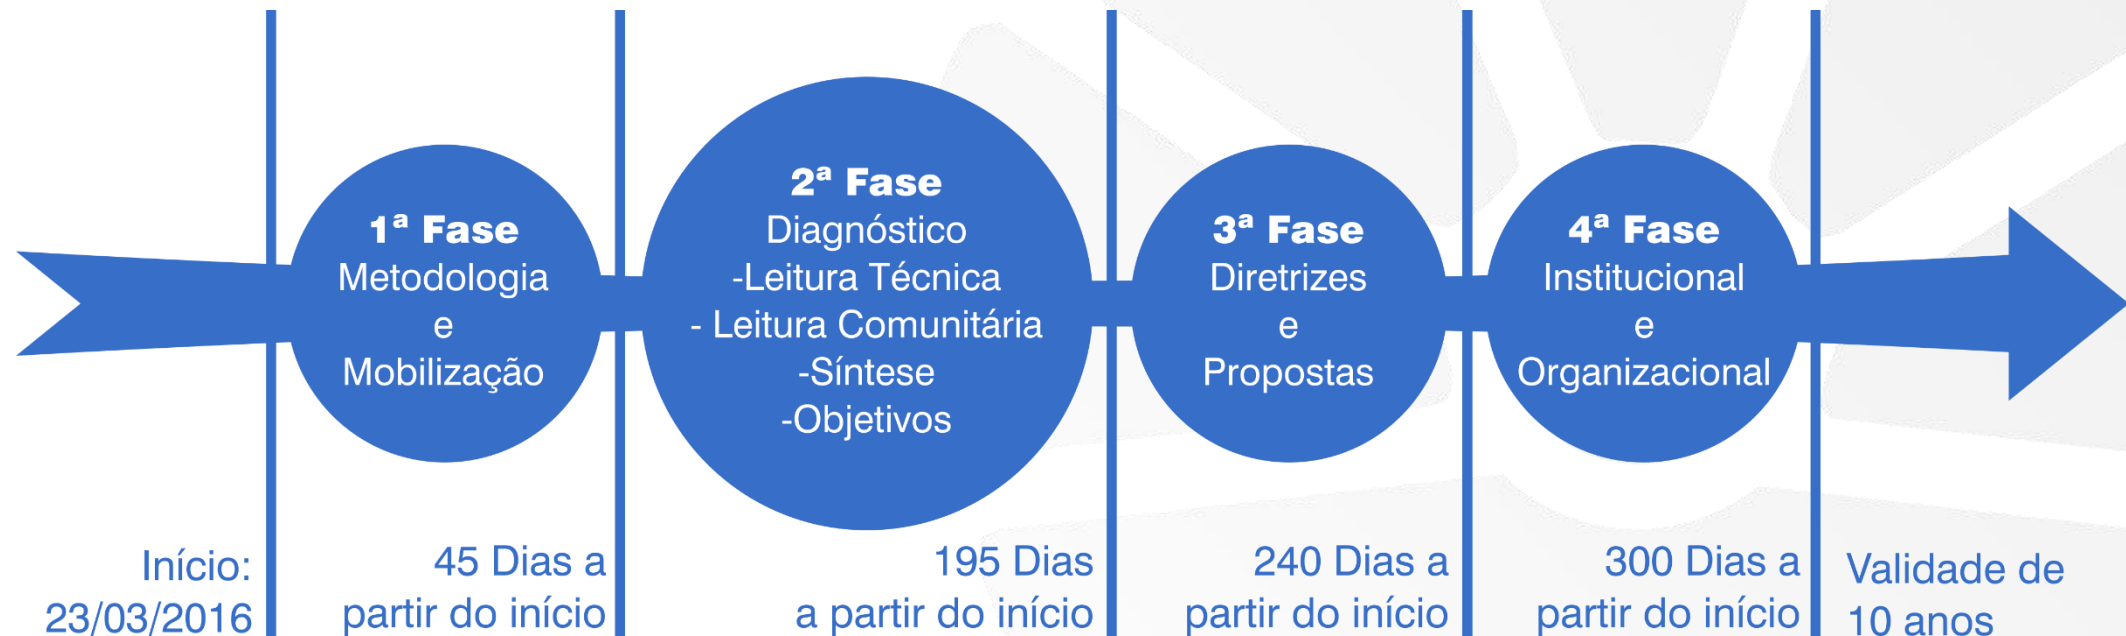 1ª Fase
Metodologia
e
Mobilização
2ª Fase
Diagnóstico
-Leitura Técnica
- Leitura Comunitária
-Síntese
-Objetivos
3ª Fase
Diretrizes
e
Propostas
4ª Fase
Institucional
e
Organizacional
Início:
23/03/2016
45 Dias a
partir do início
195 Dias
a partir do início
240 Dias a
partir do início
300 Dias a
partir do início
Validade de
10 anos